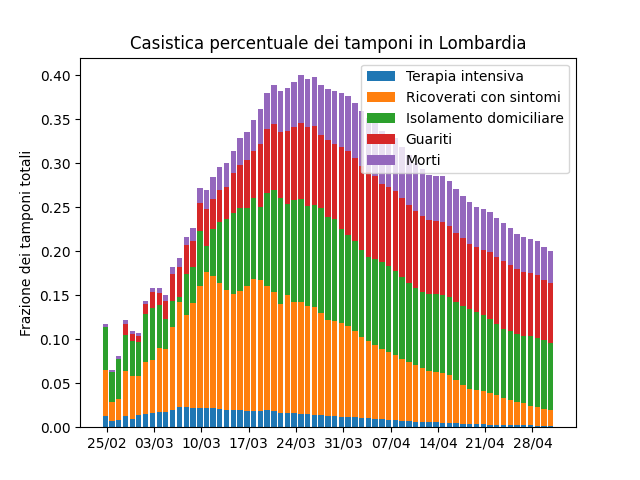 Casistica percentuale dei tamponi in Lombardia
Frazione dei tamponi totali
0.40
0.35
0.30
0.25
0.20
0.15
0.10
0.05
0.00
25/02 03/03 10/03 17/03 24/03 31/03 07/04 14/04 21/04 28/04
Terapia intensiva
Ricoverati con sintomi
Isolamento domiciliare
Guariti
Morti